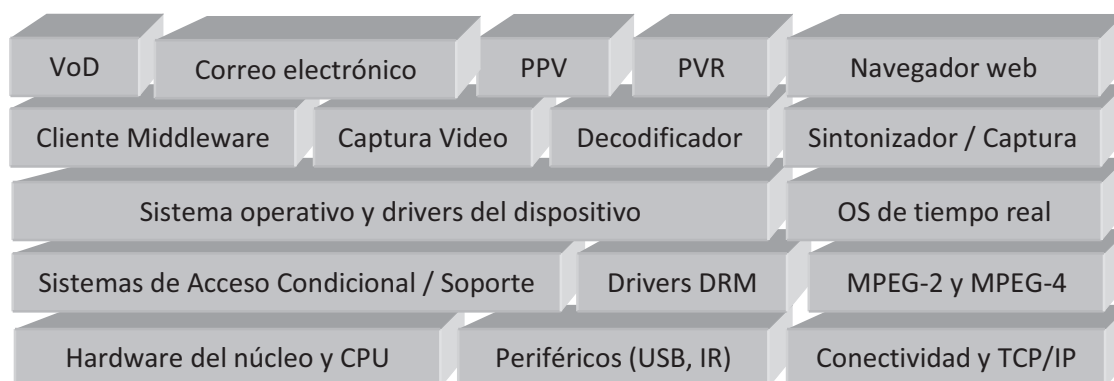 VoD
Correo electrónico
PPV
PVR
Navegador web
Cliente Middleware
Captura Video
Decodificador
Sintonizador / Captura
Sistema operativo y drivers del dispositivo
OS de tiempo real
Sistemas de Acceso Condicional / Soporte
Drivers DRM
MPEG-2 y MPEG-4
Hardware del núcleo y CPU
Periféricos (USB, IR)
Conectividad y TCP/IP